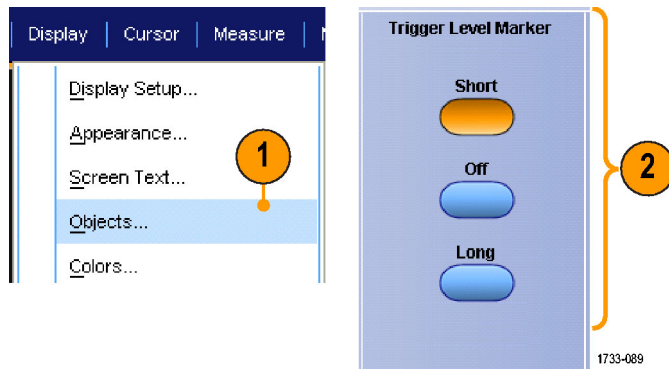 Display | Cursor | Measure |
Display Setup...
Appearance...
Screen Text...
Objects...
Colors...
1
Trigger Level Marker
Short
Off
Long
2
1733-089